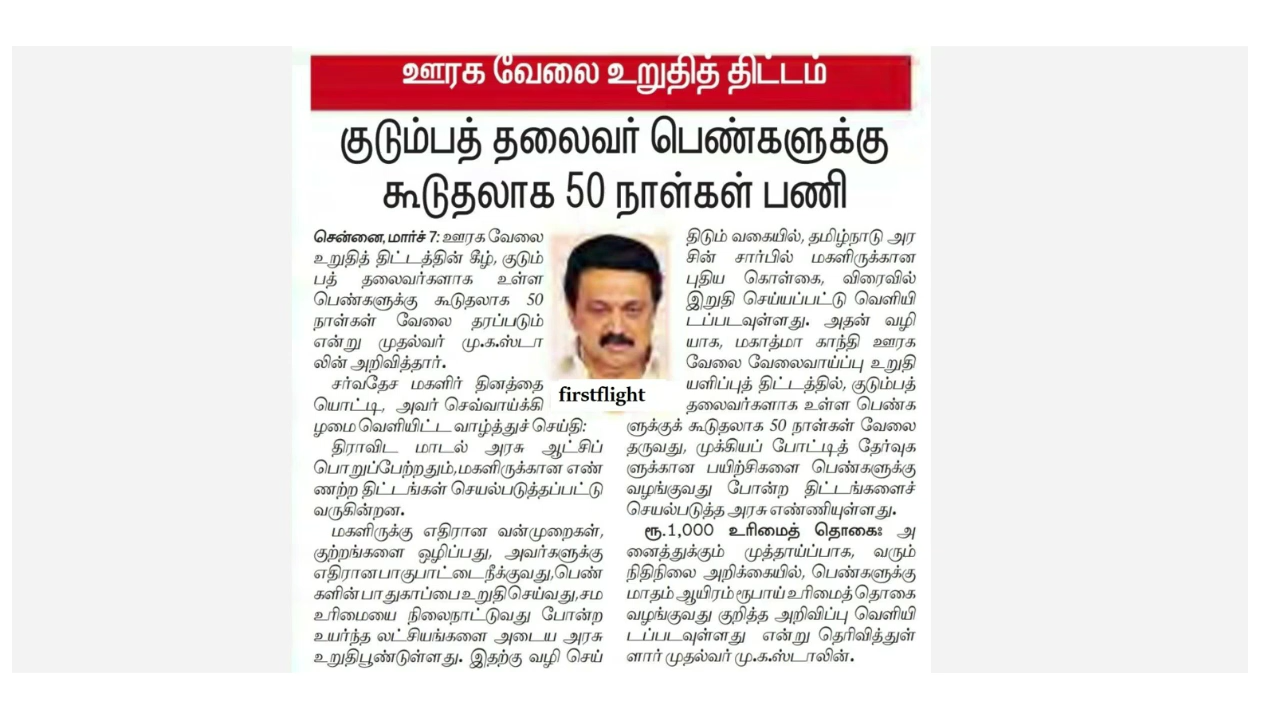 ஊரக வேலை உறுதித் திட்டம்
குடும்பத் தலைவர் பெண்களுக்கு
கூடுதலாக 50 நாள்கள் பணி
சென்னை, மார்ச் 7: ஊரக வேலை
உறுதித் திட்டத்தின் கீழ், குடும்
பத் தலைவர்களாக உள்ள
பெண்களுக்கு கூடுதலாக 50
நாள்கள் வேலை தரப்படும்
என்று முதல்வர் மு.க.ஸ்டா
லின் அறிவித்தார்.
சர்வதேச மகளிர் தினத்தை
யொட்டி, அவர் செவ்வாய்க்கி
ழமை வெளியிட்ட வாழ்த்துச் செய்தி:
திராவிட மாடல் அரசு ஆட்சிப்
பொறுப்பேற்றதும், மகளிருக்கான எண்
ணற்ற திட்டங்கள் செயல்படுத்தப்பட்டு
வருகின்றன.
மகளிருக்கு எதிரான வன்முறைகள்,
குற்றங்களை ஒழிப்பது, அவர்களுக்கு
எதிரான பாகுபாட்டை நீக்குவது, பெண்
களின் பாதுகாப்பை உறுதி செய்வது, சம
உரிமையை நிலைநாட்டுவது போன்ற
உயர்ந்த லட்சியங்களை அடைய அரசு
உறுதிபூண்டுள்ளது. இதற்கு வழி செய்
firstflight
திடும் வகையில், தமிழ்நாடு அர
சின் சார்பில் மகளிருக்கான
புதிய கொள்கை, விரைவில்
இறுதி செய்யப்பட்டு வெளியி
டப்படவுள்ளது. அதன் வழி
யாக, மகாத்மா காந்தி ஊரக
வேலை வேலைவாய்ப்பு உறுதி
யளிப்புத் திட்டத்தில், குடும்பத்
தலைவர்களாக உள்ள பெண்க
ளுக்குக் கூடுதலாக 50 நாள்கள் வேலை
தருவது, முக்கியப் போட்டித் தேர்வுக
ளுக்கான பயிற்சிகளை பெண்களுக்கு
வழங்குவது போன்ற திட்டங்களைச்
செயல்படுத்த அரசு எண்ணியுள்ளது.
ரூ.1,000 உரிமைத் தொகை: அ
னைத்துக்கும் முத்தாய்ப்பாக, வரும்
நிதிநிலை அறிக்கையில், பெண்களுக்கு
மாதம் ஆயிரம் ரூபாய் உரிமைத் தொகை
வழங்குவது குறித்த அறிவிப்பு வெளியி
டப்படவுள்ளது என்று தெரிவித்துள்
ளார் முதல்வர் மு.க.ஸ்டாலின்.